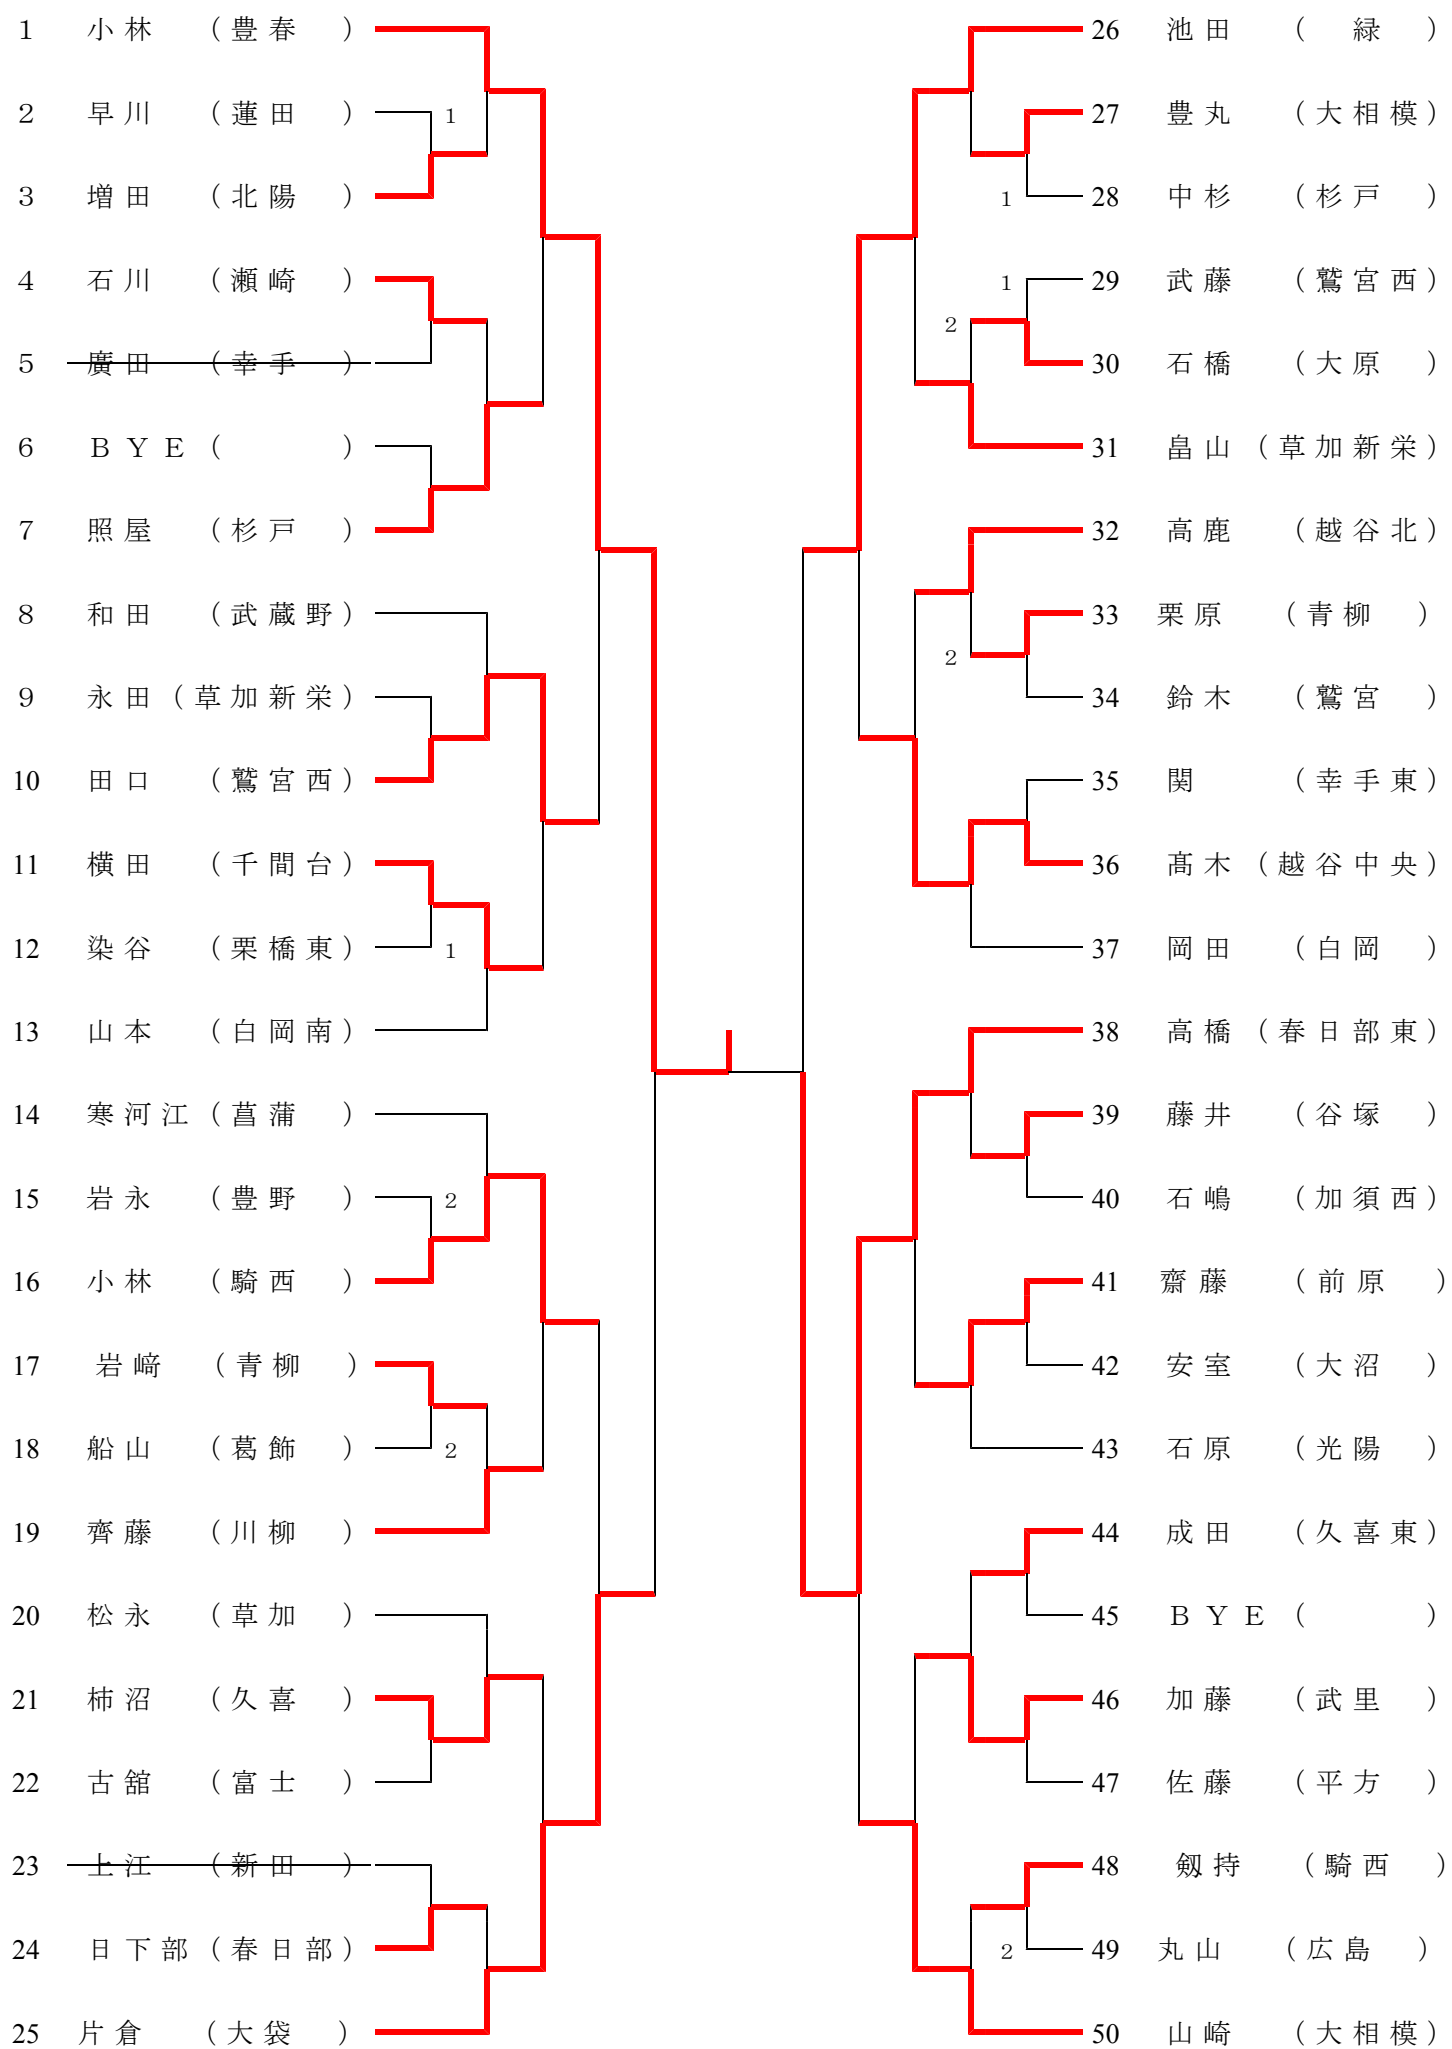 1 小林 （豊春 ）
2 早川 （蓮田 ） 1
3 増田 （北陽 ）
4 石川 （瀬崎 ）
5 廣田 （幸手 ）
6 ＢＹＥ（ ）
7 照屋 （杉戸 ）
8 和田 （武蔵野）
9 永田（草加新栄）
10 田口 （鷲宮西）
11 横田 （千間台）
12 染谷 （栗橋東） 1
13 山本 （白岡南）
14 寒河江（菖蒲 ）
15 岩永 （豊野 ） 2
16 小林 （騎西 ）
17 岩﨑 （青柳 ）
18 船山 （葛飾 ） 2
19 齊藤 （川柳 ）
20 松永 （草加 ）
21 柿沼 （久喜 ）
22 古舘 （富士 ）
23 上江 （新田 ）
24 日下部（春日部）
25 片倉 （大袋 ）
26 池田 （ 緑 ）
27 豊丸 （大相模）
1 28 中杉 （杉戸 ）
1 29 武藤 （鷲宮西）
2
30 石橋 （大原 ）
31 畠山（草加新栄）
32 高鹿 （越谷北）
33 栗原 （青柳 ）
2
34 鈴木 （鷲宮 ）
35 関 （幸手東）
36 髙木（越谷中央）
37 岡田 （白岡 ）
38 高橋（春日部東）
39 藤井 （谷塚 ）
40 石嶋 （加須西）
41 齋藤 （前原 ）
42 安室 （大沼 ）
43 石原 （光陽 ）
44 成田 （久喜東）
45 ＢＹＥ（ ）
46 加藤 （武里 ）
47 佐藤 （平方 ）
48 剱持 （騎西 ）
2 49 丸山 （広島 ）
50 山崎 （大相模）